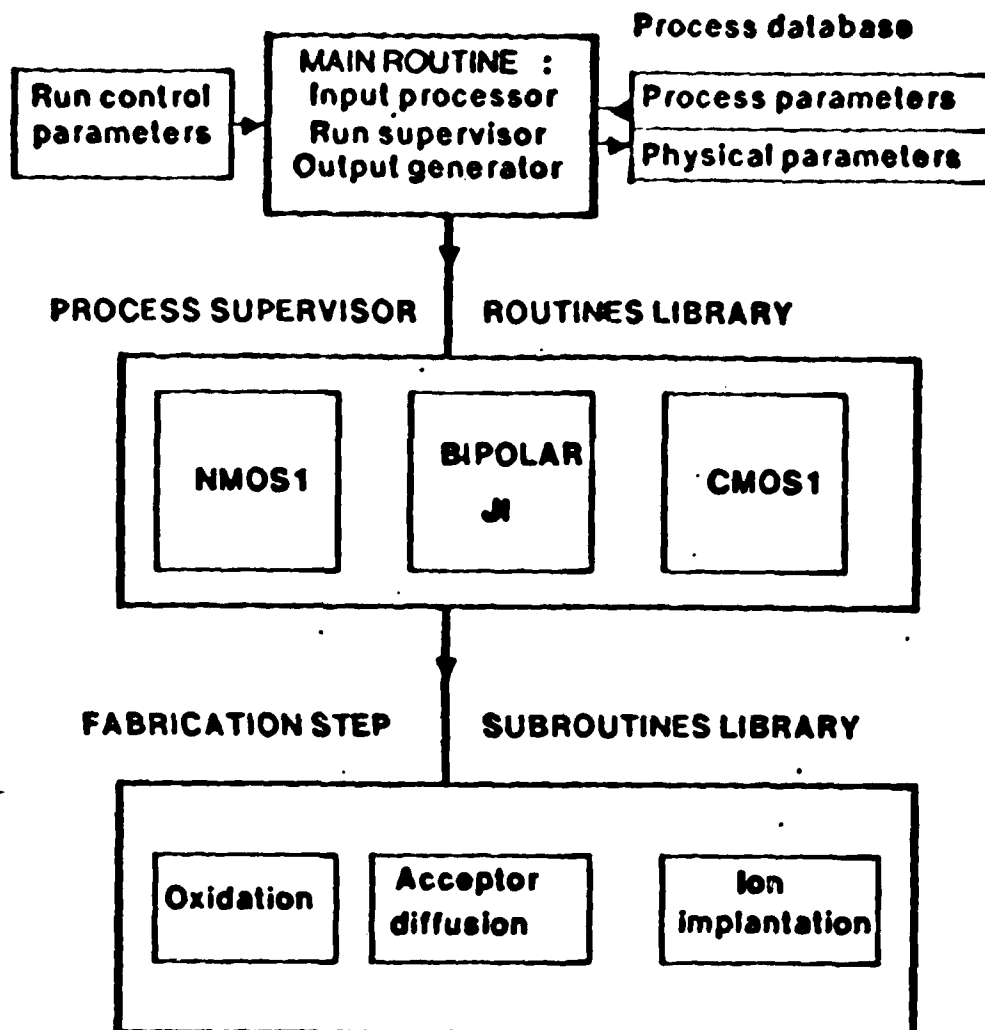 Process database
Run control
parameters
MAIN ROUTINE :
Input processor
Run supervisor
Output generator
Process parameters
Physical parameters
PROCESS SUPERVISOR ROUTINES LIBRARY
NMOS1
BIPOLAR
JI
CMOS1
FABRICATION STEP SUBROUTINES LIBRARY
Oxidation
Acceptor
diffusion
Ion
implantation